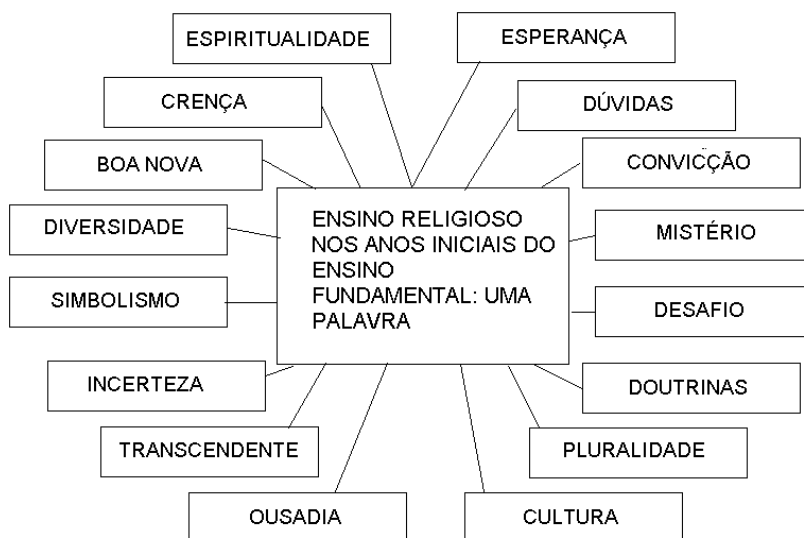 ESPIRITUALIDADE
ESPERANÇA
CRENÇA
DÚVIDAS
BOA NOVA
CONVICÇÃO
DIVERSIDADE
ENSINO RELIGIOSO
NOS ANOS INICIAIS DO
ENSINO
FUNDAMENTAL: UMA
PALAVRA
MISTÉRIO
SIMBOLISMO
DESAFIO
INCERTEZA
DOUTRINAS
TRANSCENDENTE
PLURALIDADE
OUSADIA
CULTURA